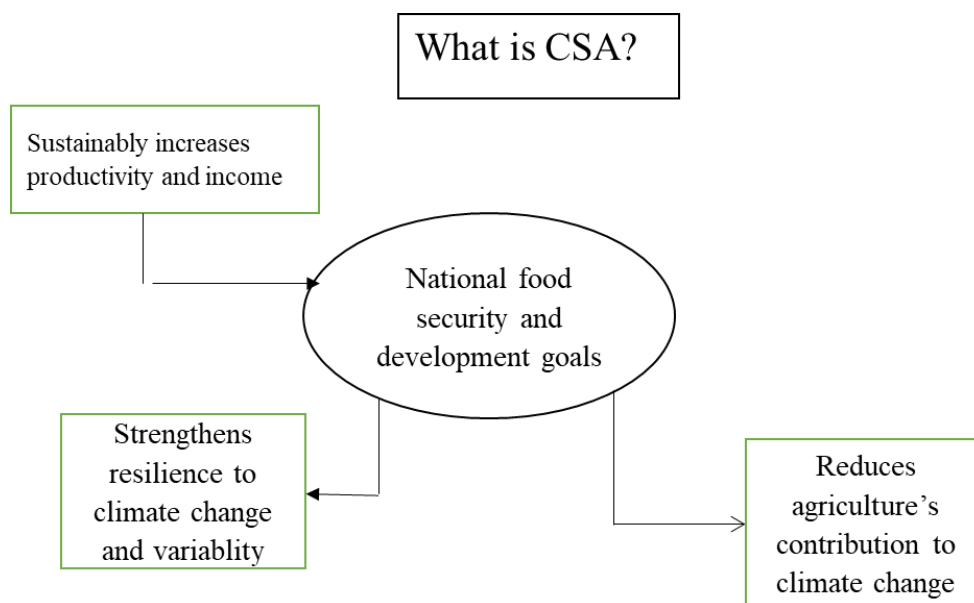 What is CSA?
Sustainably increases
productivity and income
National food
security and
development goals
Strengthens
resilience to
climate change
and variablity
Reduces
agriculture’s
contribution to
climate change